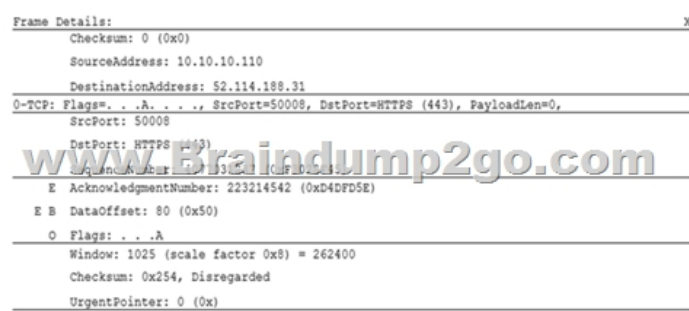 Frame Details: X
Checksum: 0 (0x0)
SourceAddress: 10.10.10.110
DestinationAddress: 52.114.188.31
0-TCP: Flags=. . .A. . . ., SrcPort=50008, DstPort=HTTPS (443), PayloadLen=0,
SrcPort: 50008
DstPort: HTTPS (443)
www.Braindump2go.com
E AcknowledgmentNumber: 223214542 (0xD4DFD5E)
E B DataOffset: 80 (0x50)
O Flags: . . .A
Window: 1025 (scale factor 0x8) = 262400
Checksum: 0x254, Disregarded
UrgentPointer: 0 (0x)